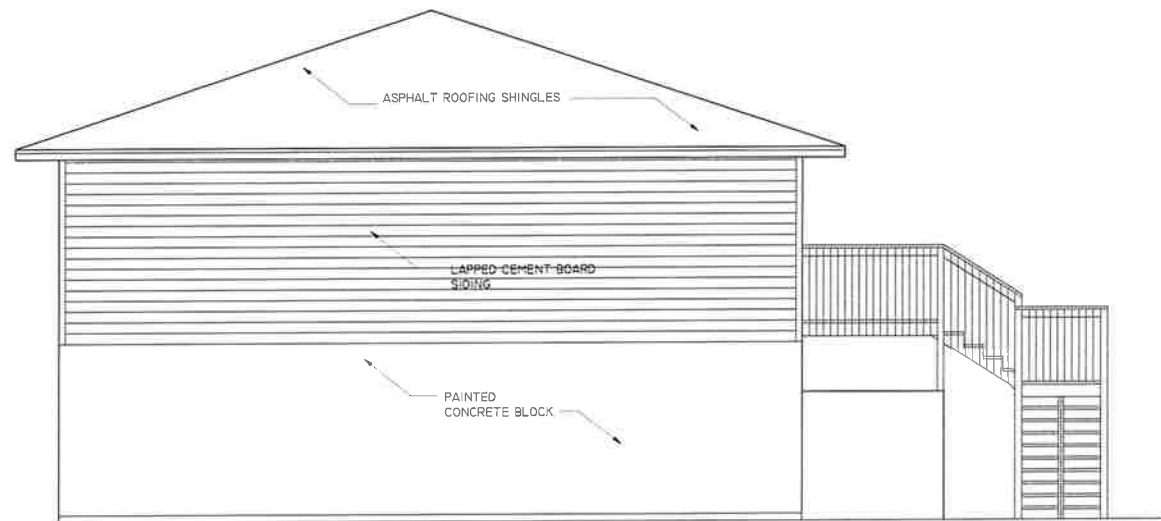 ASPHALT ROOFING SHINGLES
LAPPED CEMENT BOARD
SIDING
PAINTED
CONCRETE BLOCK